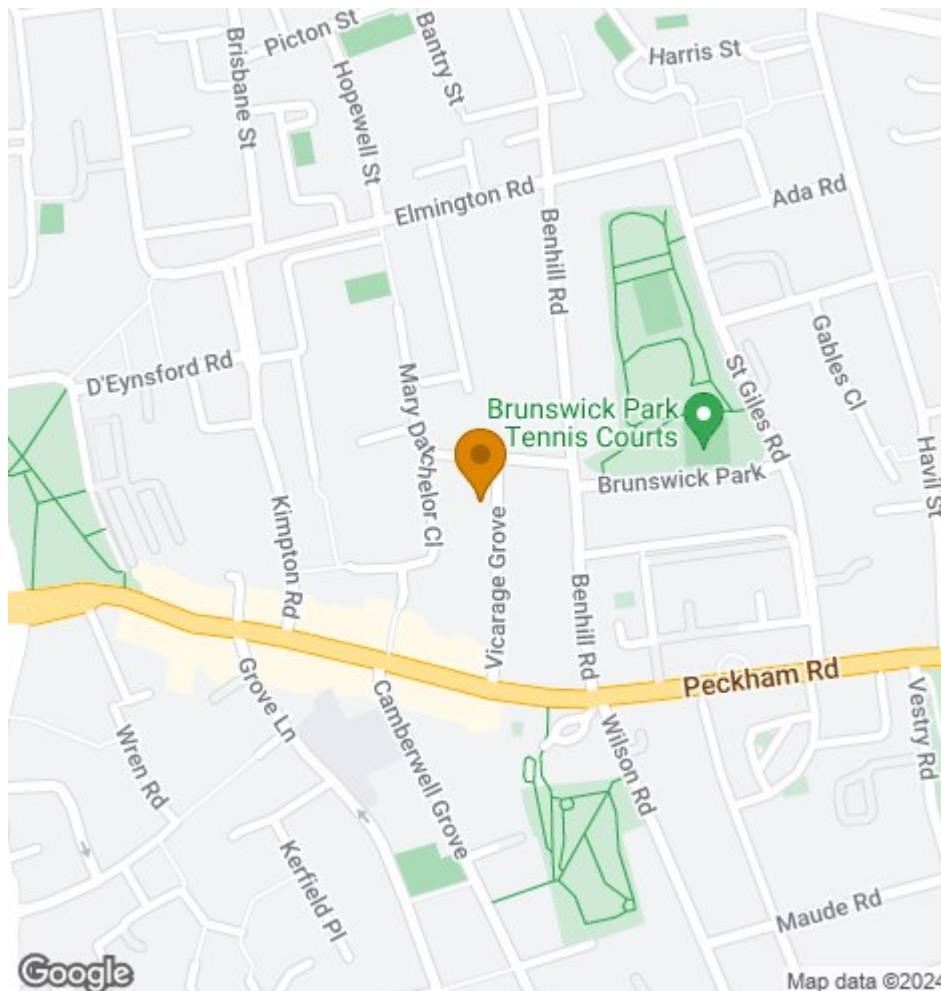 Picton St
Brisbane St
Hopewell St
Bantry St
Harris St
Elmington Rd
Benhill Rd
Ada Rd
D'Eynsford Rd
Mary Datchelor Cl
Brunswick Park
Tennis Courts
St Giles Rd
Gables Cl
Havil St
Brunswick Park
Kimpton Rd
Vicarage Grove
Benhill Rd
Peckham Rd
Grove Ln
Camberwell Grove
Wilson Rd
Vestry Rd
Wren Rd
Kerfield Pl
Maude Rd
Google
Map data ©2024